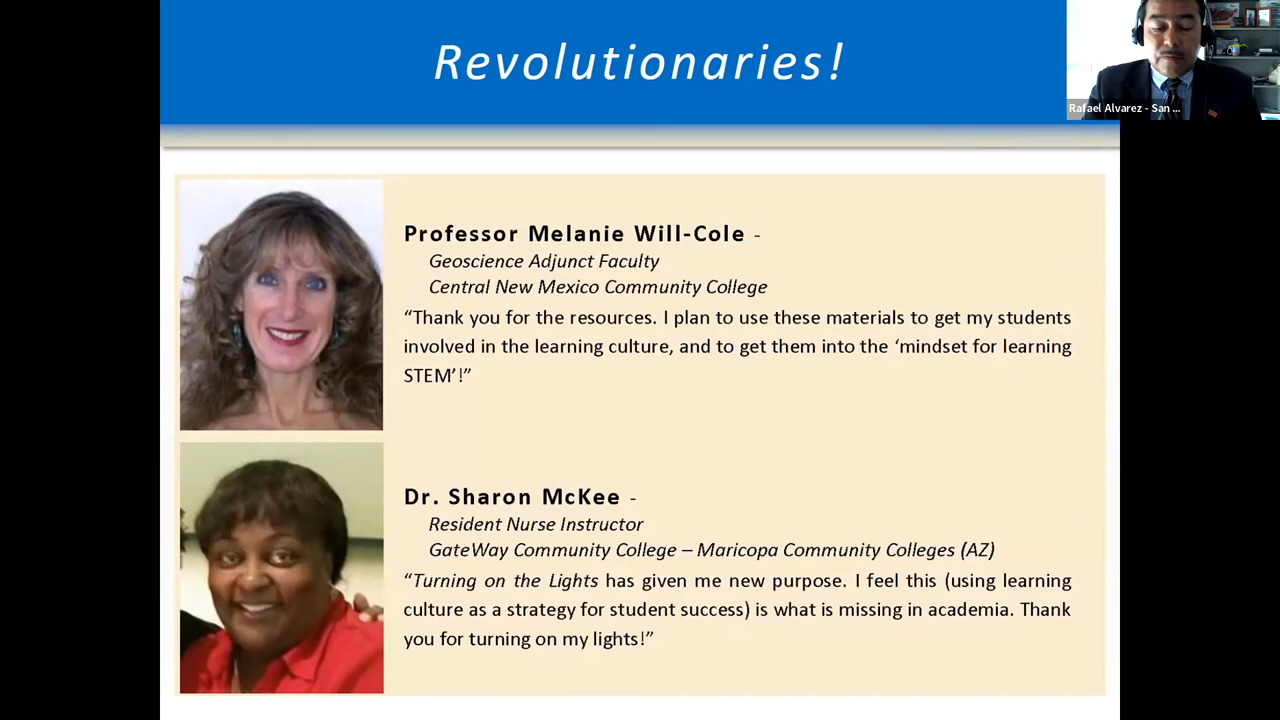 Revolutionaries!
Rafael Alvarez - San ...
Professor Melanie Will-Cole -
Geoscience Adjunct Faculty
Central New Mexico Community College
“Thank you for the resources. I plan to use these materials to get my students
involved in the learning culture, and to get them into the ‘mindset for learning
STEM’!”
Dr. Sharon McKee -
Resident Nurse Instructor
GateWay Community College – Maricopa Community Colleges (AZ)
“Turning on the Lights has given me new purpose. I feel this (using learning
culture as a strategy for student success) is what is missing in academia. Thank
you for turning on my lights!”